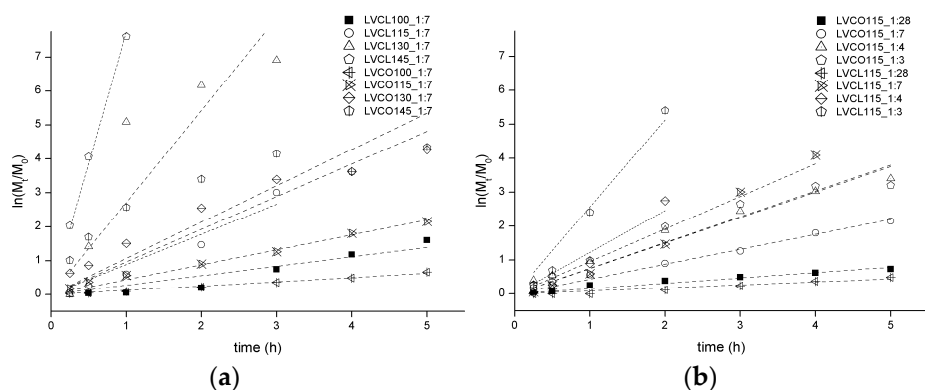 LVCL100_1:7
LVCL115_1:7
LVCL130_1:7
LVCL145_1:7
LVCO100_1:7
LVCO115_1:7
LVCO130_1:7
LVCO145_1:7
7
6
5
4
3
2
1
0
ln(Mt/M0)
0 1 2 3 4 5
time (h)
(a)
LVCO115_1:28
LVCO115_1:7
LVCO115_1:4
LVCO115_1:3
LVCL115_1:28
LVCL115_1:7
LVCL115_1:4
LVCL115_1:3
7
6
5
4
3
2
1
0
ln(Mt/M0)
0 1 2 3 4 5
time (h)
(b)